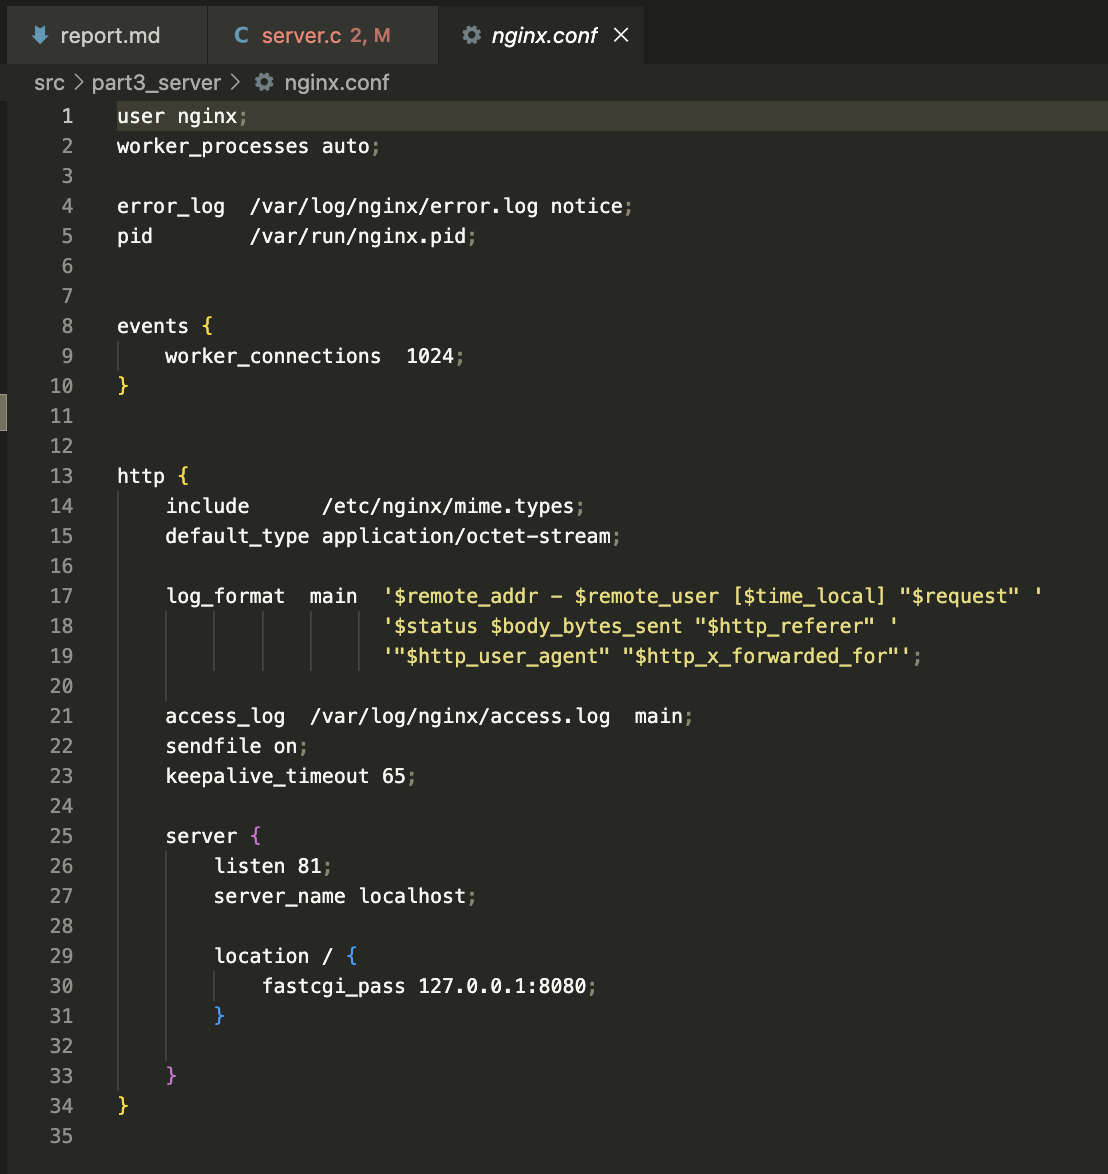 report.md
server.c 2, M
nginx.conf
src > part3_server > nginx.conf
1 user nginx;
2 worker_processes auto;
3
4 error_log  /var/log/nginx/error.log notice;
5 pid        /var/run/nginx.pid;
6
7
8 events {
9     worker_connections  1024;
10 }
11
12
13 http {
14     include      /etc/nginx/mime.types;
15     default_type application/octet-stream;
16
17     log_format  main  '$remote_addr - $remote_user [$time_local] "$request" '
18                       '$status $body_bytes_sent "$http_referer" '
19                       '"$http_user_agent" "$http_x_forwarded_for"';
20
21     access_log  /var/log/nginx/access.log  main;
22     sendfile on;
23     keepalive_timeout 65;
24
25     server {
26         listen 81;
27         server_name localhost;
28
29         location / {
30             fastcgi_pass 127.0.0.1:8080;
31         }
32
33     }
34 }
35